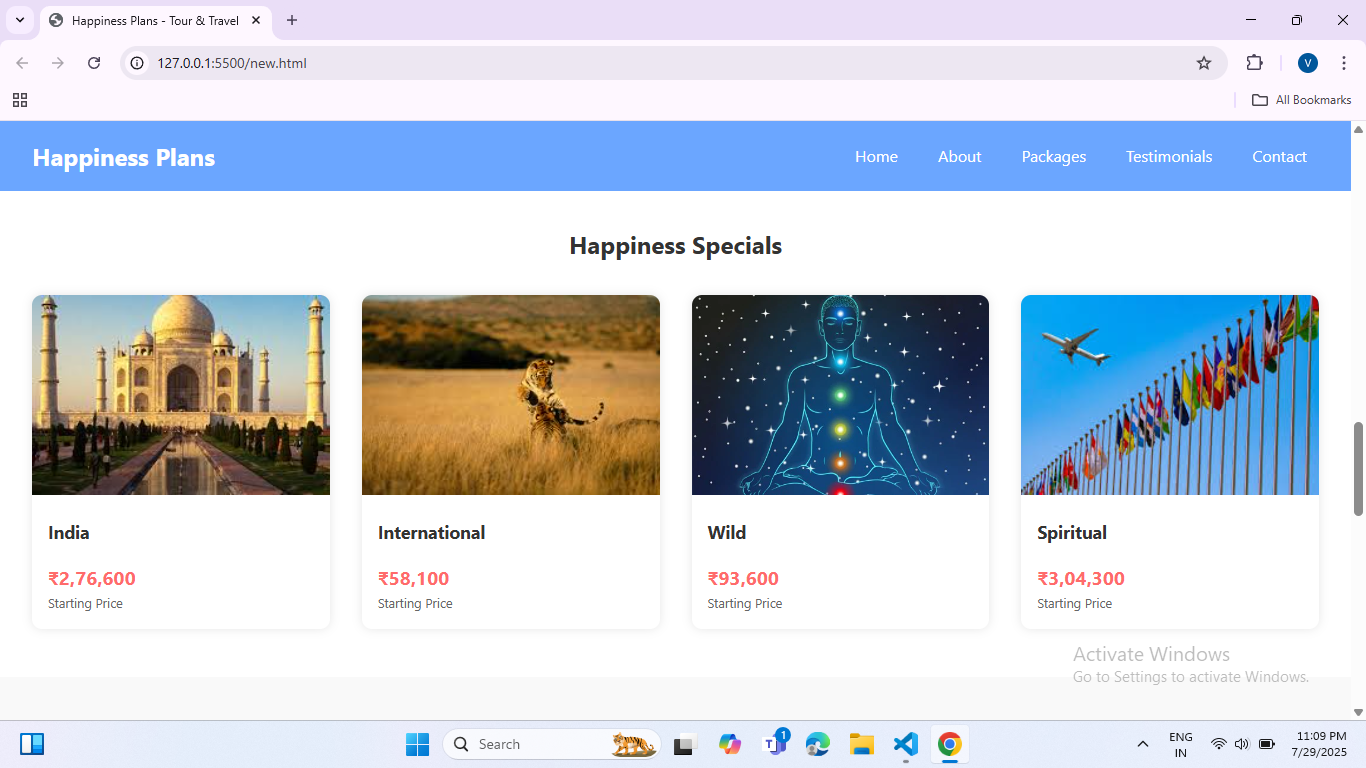 Happiness Plans - Tour & Travel
127.0.0.1:5500/new.html
V
All Bookmarks
Happiness Plans
Home
About
Packages
Testimonials
Contact
Happiness Specials
India
₹2,76,600
Starting Price
International
₹58,100
Starting Price
Wild
₹93,600
Starting Price
Spiritual
₹3,04,300
Starting Price
Activate Windows
Go to Settings to activate Windows.
Search
T
1
ENG
IN
11:09 PM
7/29/2025